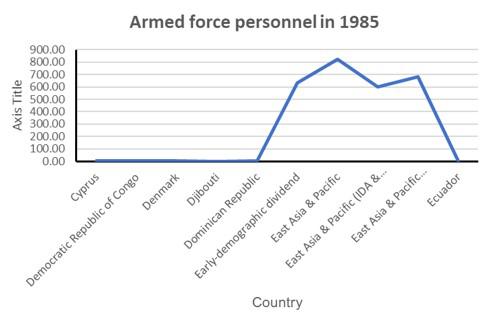 Armed force personnel in 1985
Axis Title
900.00
800.00
700.00
600.00
500.00
400.00
300.00
200.00
100.00
0.00
Cyprus
Democratic Republic of Congo
Denmark
Djibouti
Dominican Republic
Early-demographic dividend
East Asia & Pacific
East Asia & Pacific (IDA &...
East Asia & Pacific...
Ecuador
Country